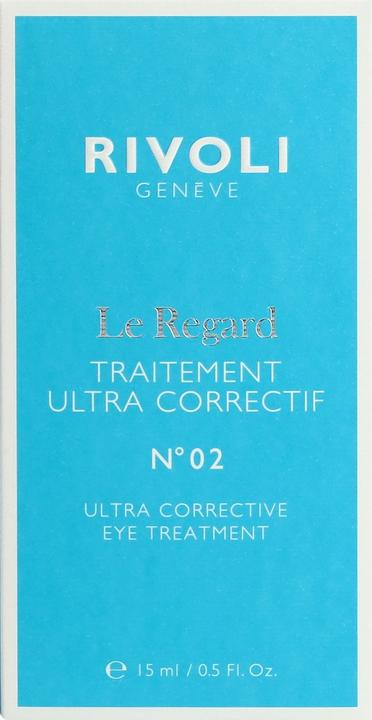 RIVOLI
GENÈVE
Le Regard
TRAITEMENT
ULTRA CORRECTIF
N° 02
ULTRA CORRECTIVE
EYE TREATMENT
℮ 15 ml / 0.5 Fl. Oz.